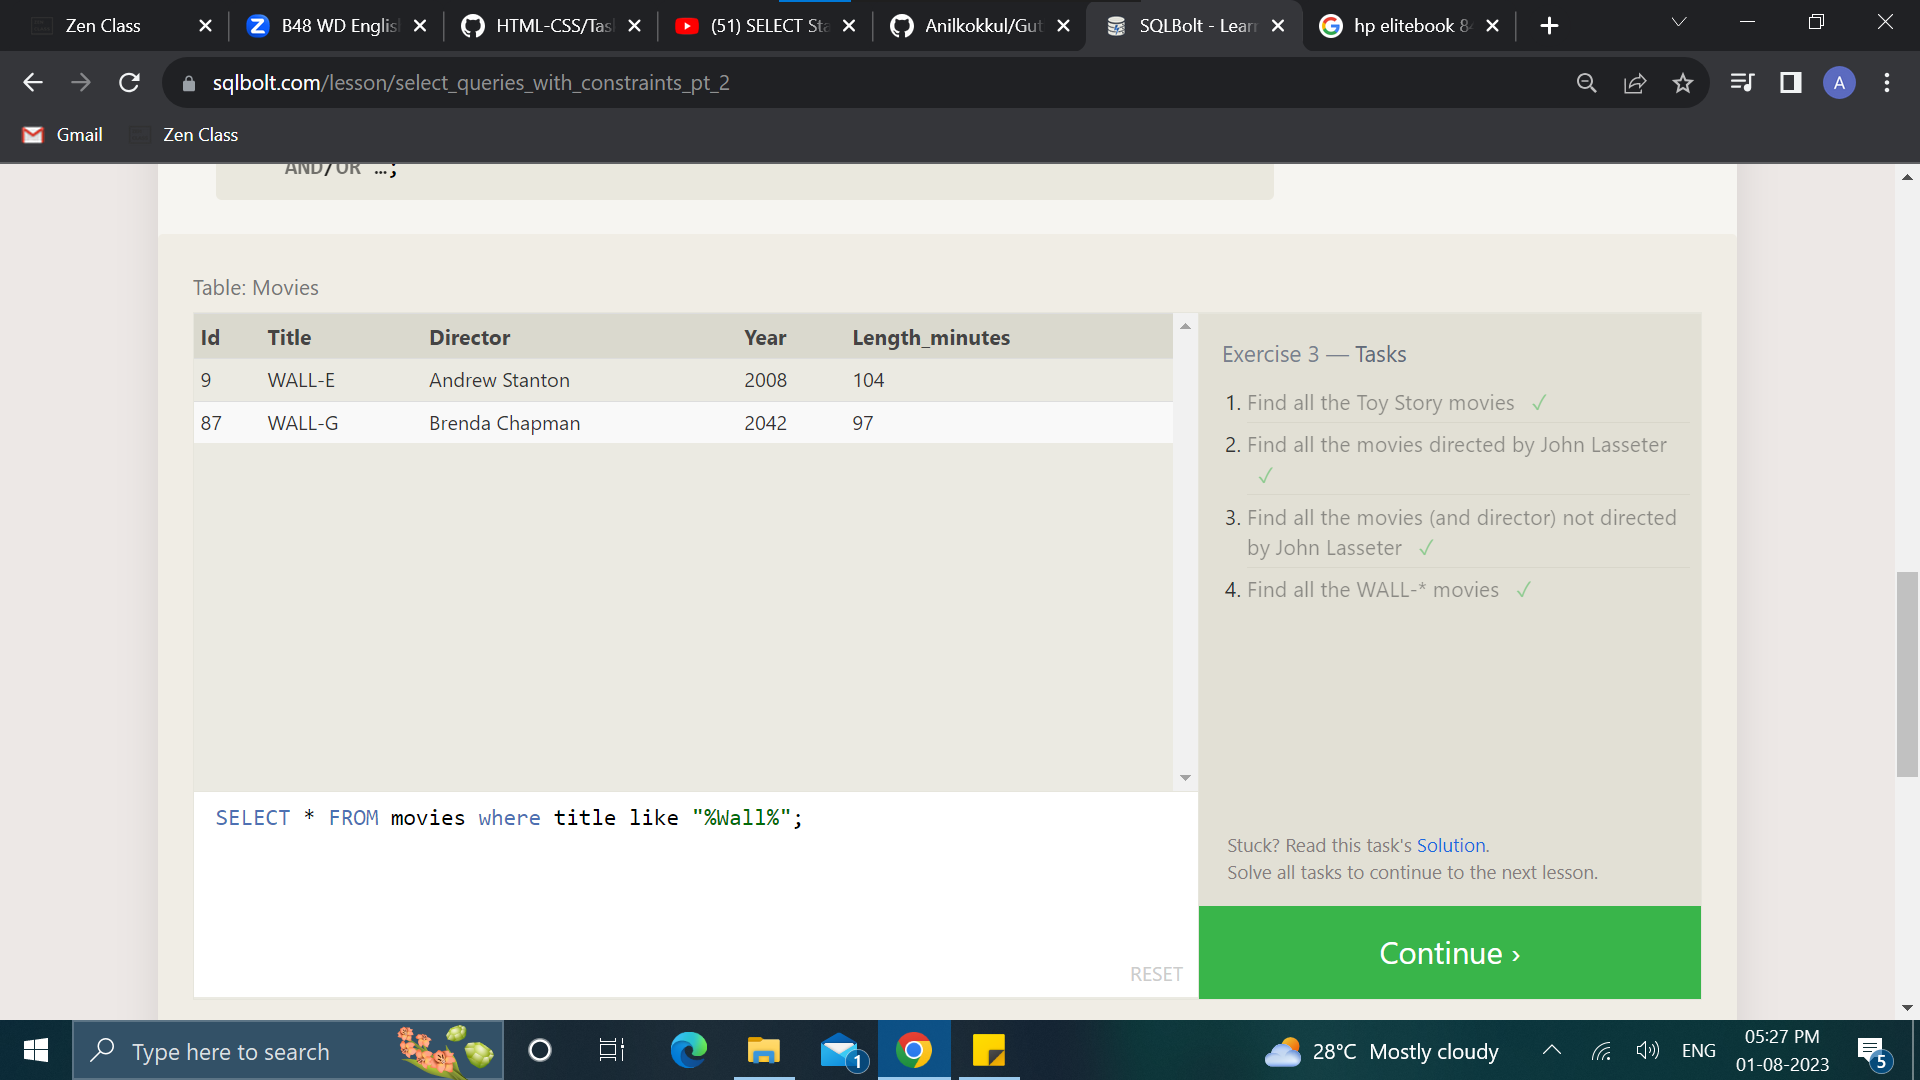 Zen Class
B48 WD Englis
HTML-CSS/Tas
(51) SELECT Sta
Anilkokkul/Gut
SQLBolt - Lear
hp elitebook 84
sqlbolt.com/lesson/select_queries_with_constraints_pt_2
A
Gmail
Zen Class
AND/OR …;
Table: Movies
Id Title Director Year Length_minutes
9 WALL-E Andrew Stanton 2008 104
87 WALL-G Brenda Chapman 2042 97
Exercise 3 — Tasks
1. Find all the Toy Story movies ✓
2. Find all the movies directed by John Lasseter
✓
3. Find all the movies (and director) not directed
by John Lasseter ✓
4. Find all the WALL-* movies ✓
SELECT * FROM movies where title like "%Wall%";
RESET
Stuck? Read this task's Solution.
Solve all tasks to continue to the next lesson.
Continue ›
Type here to search
1
28°C Mostly cloudy
ENG
05:27 PM
01-08-2023
5